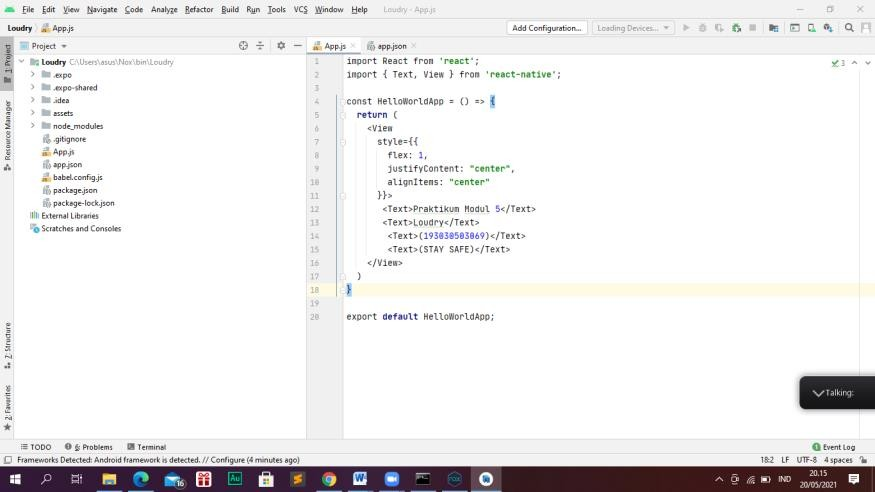 File Edit View Navigate Code Analyze Refactor Build Run Tools VCS Window Help Loudry - App.js
Loudry App.js Add Configuration... Loading Devices...
Project App.js app.json
1: Project
Resource Manager
7: Structure
2: Favorites
Loudry C:\Users\asus\Nox\bin\Loudry
.expo
.expo-shared
.idea
assets
node_modules
.gitignore
App.js
app.json
babel.config.js
package.json
package-lock.json
External Libraries
Scratches and Consoles
3
1 import React from 'react';
2 import { Text, View } from 'react-native';
3
4 const HelloWorldApp = () => {
5 return (
6 <View
7 style={{
8 flex: 1,
9 justifyContent: "center",
10 alignItems: "center"
11 }}>
12 <Text>Praktikum Modul 5</Text>
13 <Text>Loudry</Text>
14 <Text>(193030503069)</Text>
15 <Text>(STAY SAFE)</Text>
16 </View>
17 )
18 }
19
20 export default HelloWorldApp;
Talking:
TODO 6: Problems Terminal 1 Event Log
Frameworks Detected: Android framework is detected. // Configure (4 minutes ago) 18:2 LF UTF-8 4 spaces
16 Au S W nox IND 20.15
20/05/2021